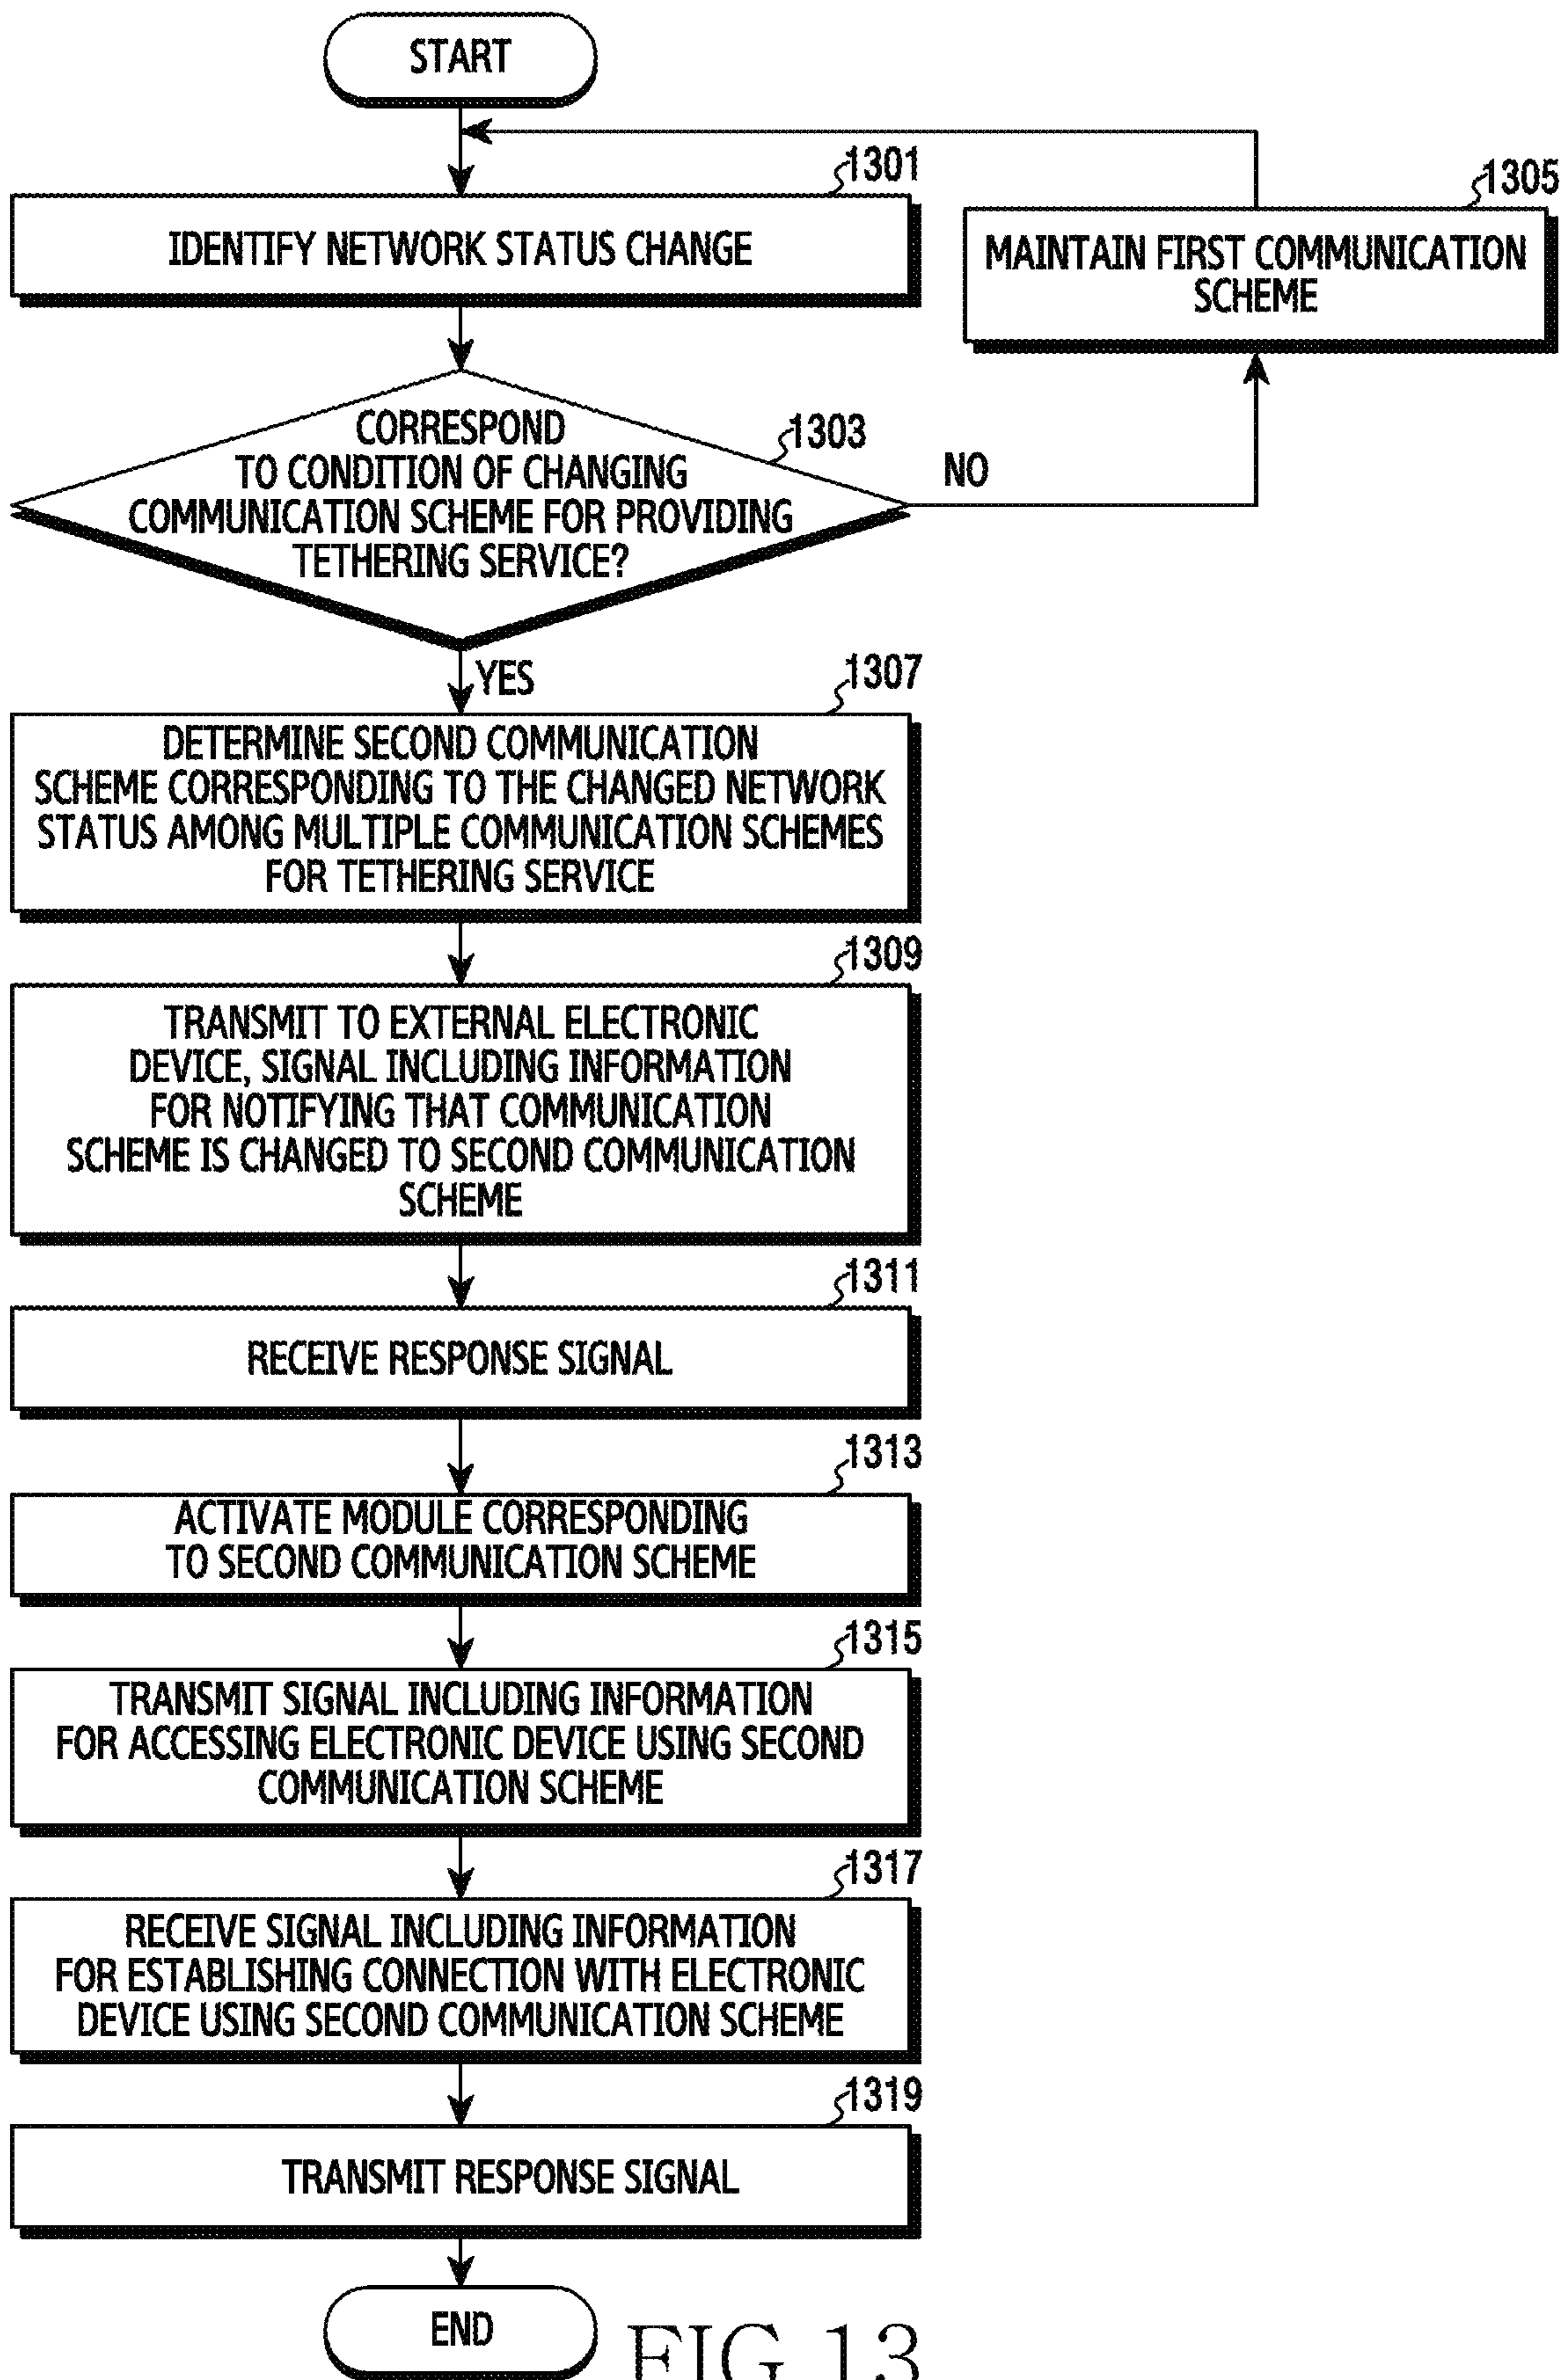 START
1301
IDENTIFY NETWORK STATUS CHANGE
1305
MAINTAIN FIRST COMMUNICATION
SCHEME
1303
CORRESPOND
TO CONDITION OF CHANGING
COMMUNICATION SCHEME FOR PROVIDING
TETHERING SERVICE?
NO
YES
1307
DETERMINE SECOND COMMUNICATION
SCHEME CORRESPONDING TO THE CHANGED NETWORK
STATUS AMONG MULTIPLE COMMUNICATION SCHEMES
FOR TETHERING SERVICE
1309
TRANSMIT TO EXTERNAL ELECTRONIC
DEVICE, SIGNAL INCLUDING INFORMATION
FOR NOTIFYING THAT COMMUNICATION
SCHEME IS CHANGED TO SECOND COMMUNICATION
SCHEME
1311
RECEIVE RESPONSE SIGNAL
1313
ACTIVATE MODULE CORRESPONDING
TO SECOND COMMUNICATION SCHEME
1315
TRANSMIT SIGNAL INCLUDING INFORMATION
FOR ACCESSING ELECTRONIC DEVICE USING SECOND
COMMUNICATION SCHEME
1317
RECEIVE SIGNAL INCLUDING INFORMATION
FOR ESTABLISHING CONNECTION WITH ELECTRONIC
DEVICE USING SECOND COMMUNICATION SCHEME
1319
TRANSMIT RESPONSE SIGNAL
END
FIG.13